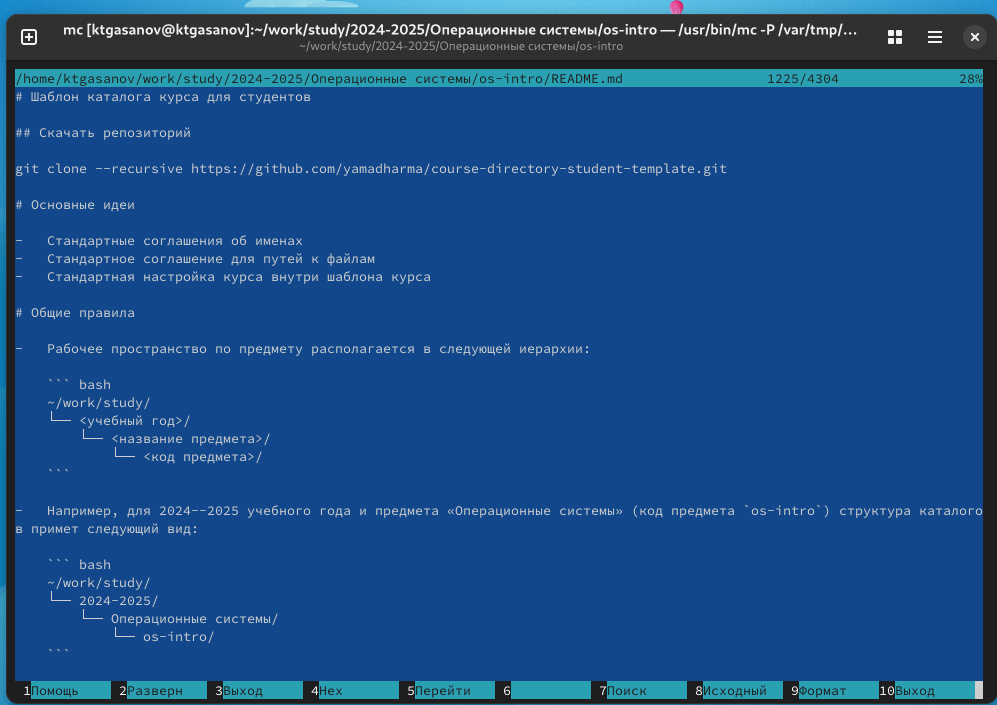 mc [ktgasanov@ktgasanov]:~/work/study/2024-2025/Операционные системы/os-intro — /usr/bin/mc -P /var/tmp/…
~/work/study/2024-2025/Операционные системы/os-intro
/home/ktgasanov/work/study/2024-2025/Операционные системы/os-intro/README.md 1225/4304 28%
# Шаблон каталога курса для студентов
## Скачать репозиторий
git clone --recursive https://github.com/yamadharma/course-directory-student-template.git
# Основные идеи
-   Стандартные соглашения об именах
-   Стандартное соглашение для путей к файлам
-   Стандартная настройка курса внутри шаблона курса
# Общие правила
-   Рабочее пространство по предмету располагается в следующей иерархии:
    ``` bash
    ~/work/study/
    └── <учебный год>/
        └── <название предмета>/
            └── <код предмета>/
    ```
-   Например, для 2024--2025 учебного года и предмета «Операционные системы» (код предмета `os-intro`) структура каталого
в примет следующий вид:
    ``` bash
    ~/work/study/
    └── 2024-2025/
        └── Операционные системы/
            └── os-intro/
    ```
1Помощь 2Разверн 3Выход 4Hex 5Перейти 6 7Поиск 8Исходный 9Формат 10Выход